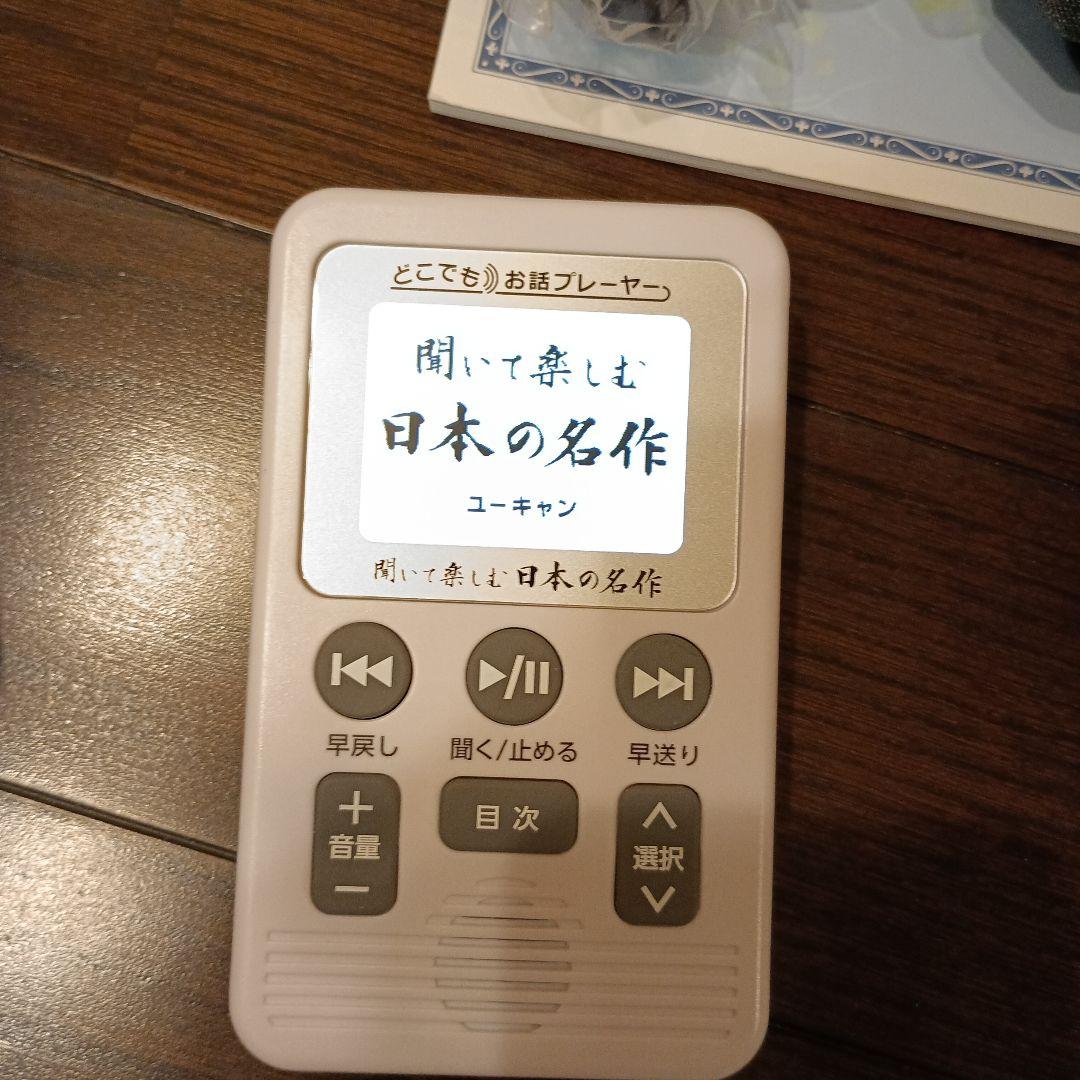 どこでも お話プレーヤー
聞いて楽しむ
日本の名作
ユーキャン
聞いて楽しむ 日本の名作
早戻し
聞く/止める
早送り
＋
音量
－
目次
選択